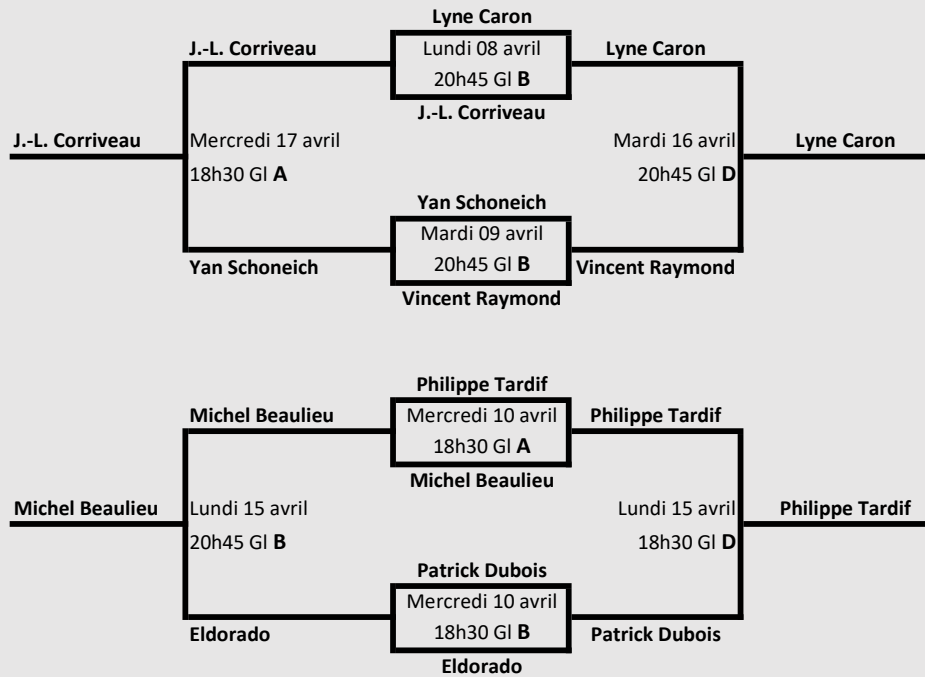 Lyne Caron
J.-L. Corriveau
Lundi 08 avril
Lyne Caron
20h45 Gl B
J.-L. Corriveau
J.-L. Corriveau
Mercredi 17 avril
Mardi 16 avril
Lyne Caron
18h30 Gl A
20h45 Gl D
Yan Schoneich
Mardi 09 avril
Yan Schoneich
20h45 Gl B
Vincent Raymond
Vincent Raymond
Philippe Tardif
Michel Beaulieu
Mercredi 10 avril
Philippe Tardif
18h30 Gl A
Michel Beaulieu
Michel Beaulieu
Lundi 15 avril
Lundi 15 avril
Philippe Tardif
20h45 Gl B
18h30 Gl D
Patrick Dubois
Mercredi 10 avril
Eldorado
18h30 Gl B
Patrick Dubois
Eldorado